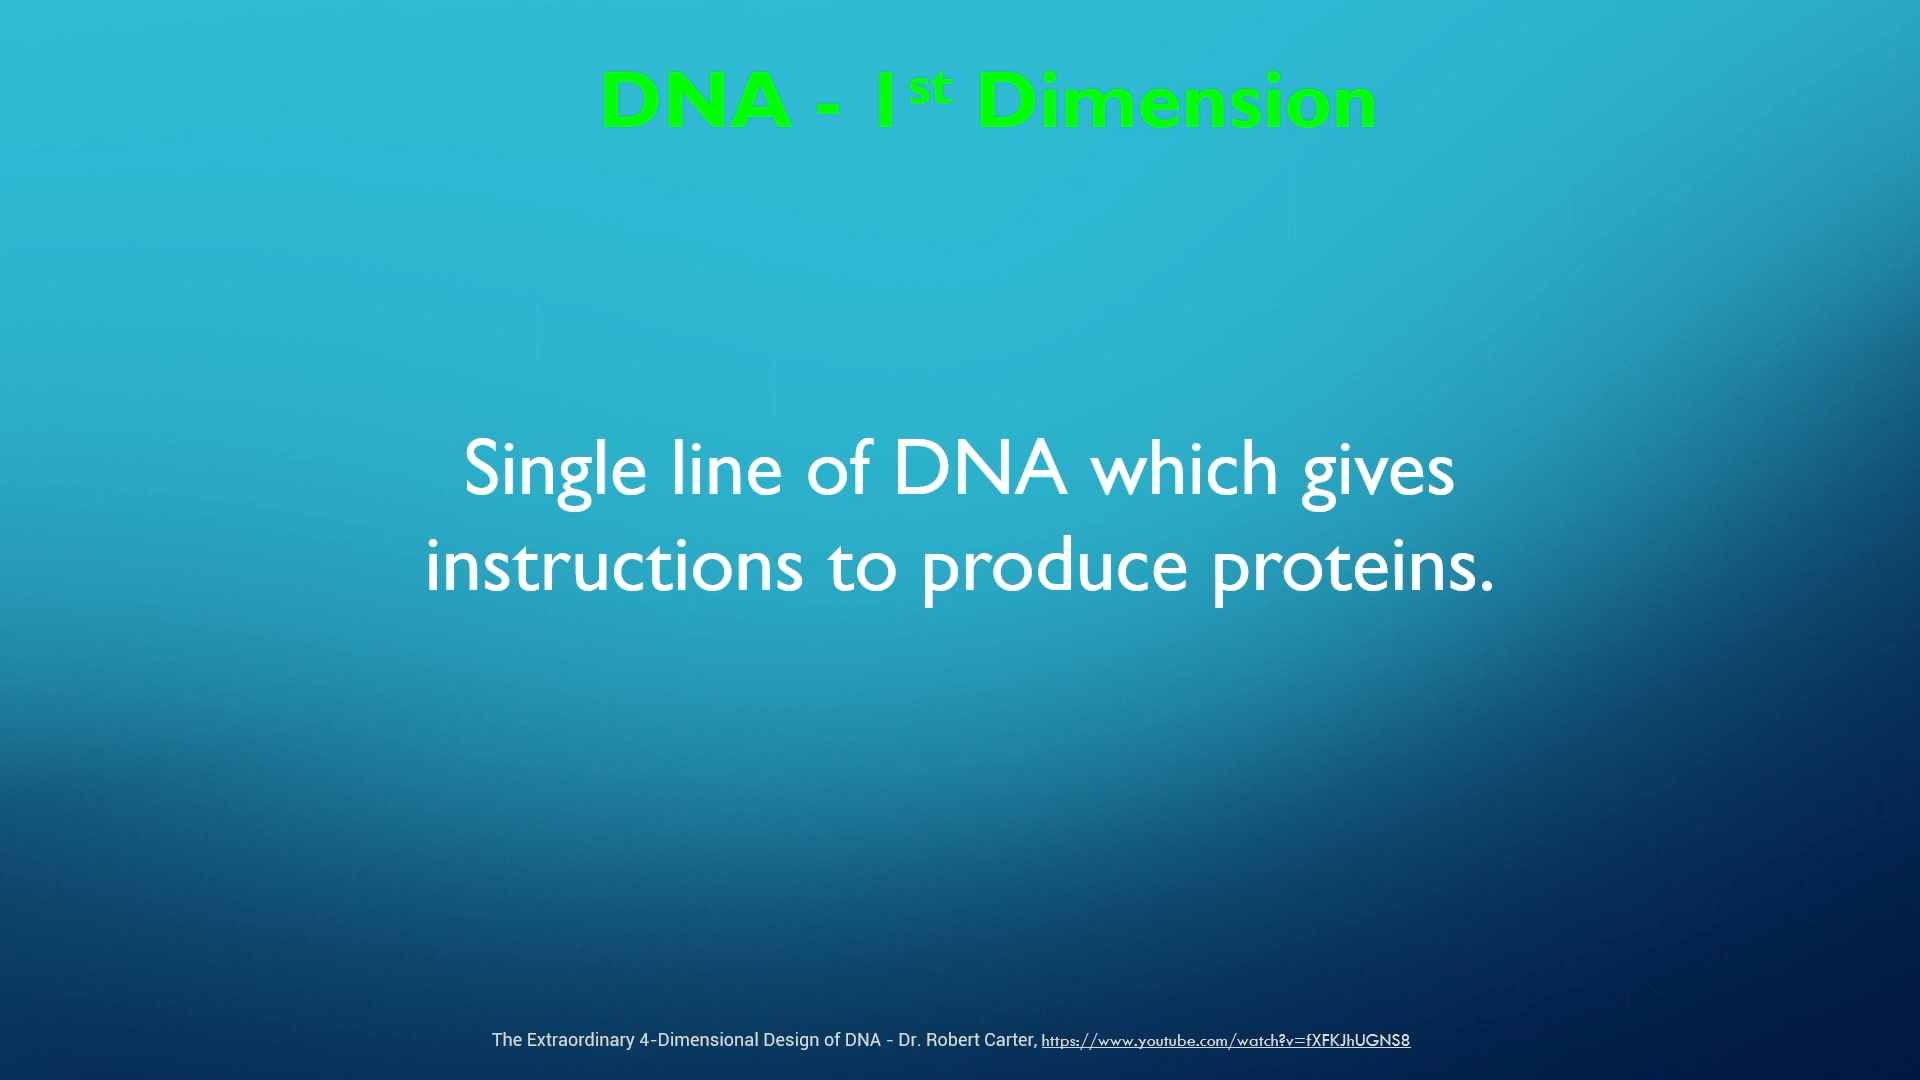 DNA - 1st Dimension
Single line of DNA which gives
instructions to produce proteins.
The Extraordinary 4-Dimensional Design of DNA - Dr. Robert Carter, https://www.youtube.com/watch?v=fXFKJhUGNS8